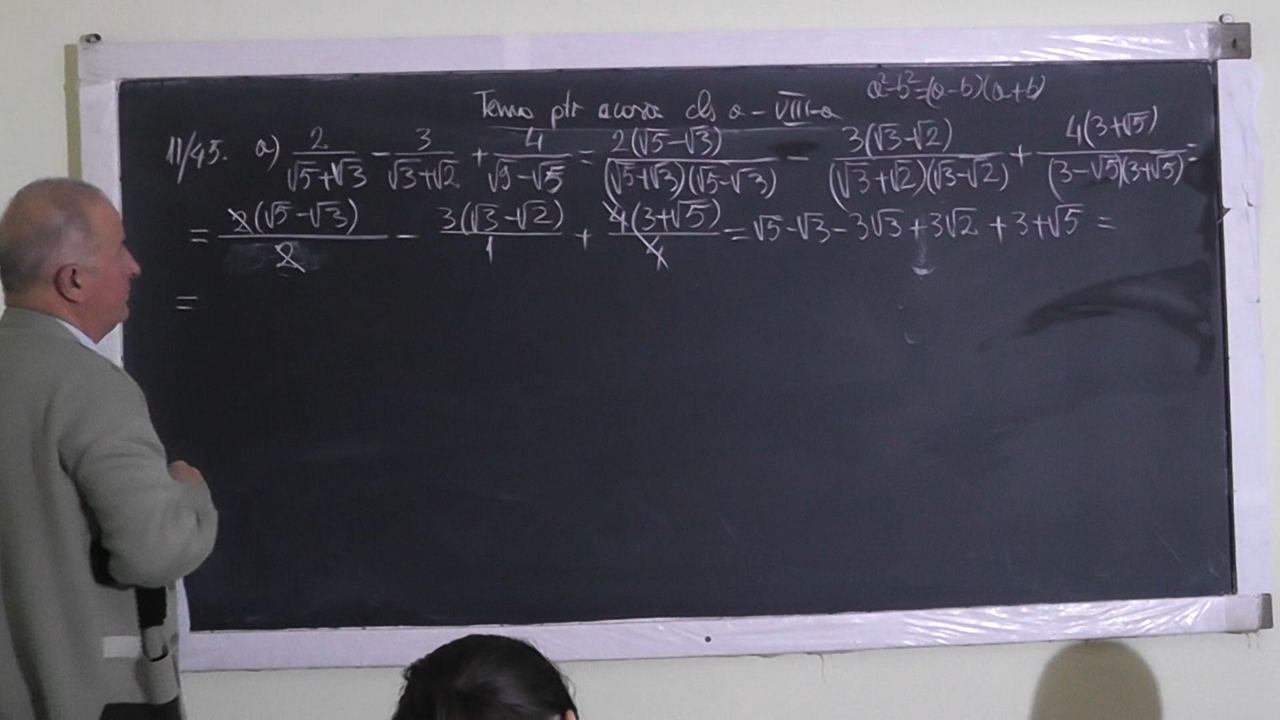 a²-b²=(a-b)(a+b)
Tema ptr acasa cls a-VIII-a
11/45. a) 2/(√5+√3) - 3/(√3+√2) + 4/(√9-√5) = 2(√5-√3)/((√5+√3)(√5-√3)) - 3(√3-√2)/((√3+√2)(√3-√2)) + 4(3+√5)/((3-√5)(3+√5)) =
= 2(√5-√3)/2 - 3(√3-√2)/1 + 4(3+√5)/4 = √5-√3-3√3+3√2+3+√5 =
=